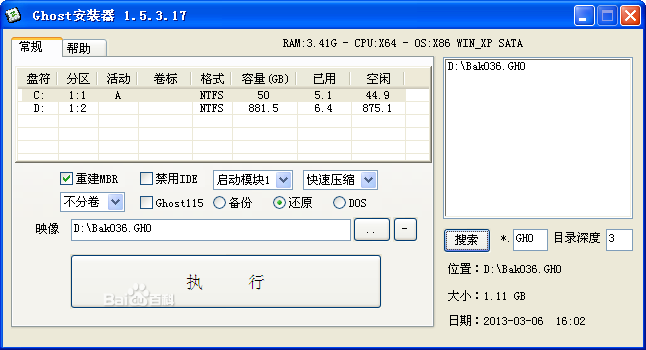 Ghost安装器 1.5.3.17
常规 帮助
RAM:3.41G - CPU:X64 - OS:X86 WIN_XP SATA
盘符 分区 活动 卷标 格式 容量(GB) 已用 空闲
C: 1:1 A NTFS 50 5.1 44.9
D: 1:2 NTFS 881.5 6.4 875.1
D:\Bak036.GHO
重建MBR 禁用IDE 启动模块1 快速压缩
不分卷 Ghost115 备份 还原 DOS
映像 D:\Bak036.GHO .. -
搜索 *. GHO 目录深度 3
执 行
Bai百科
位置：D:\Bak036.GHO
大小：1.11 GB
日期：2013-03-06 16:02